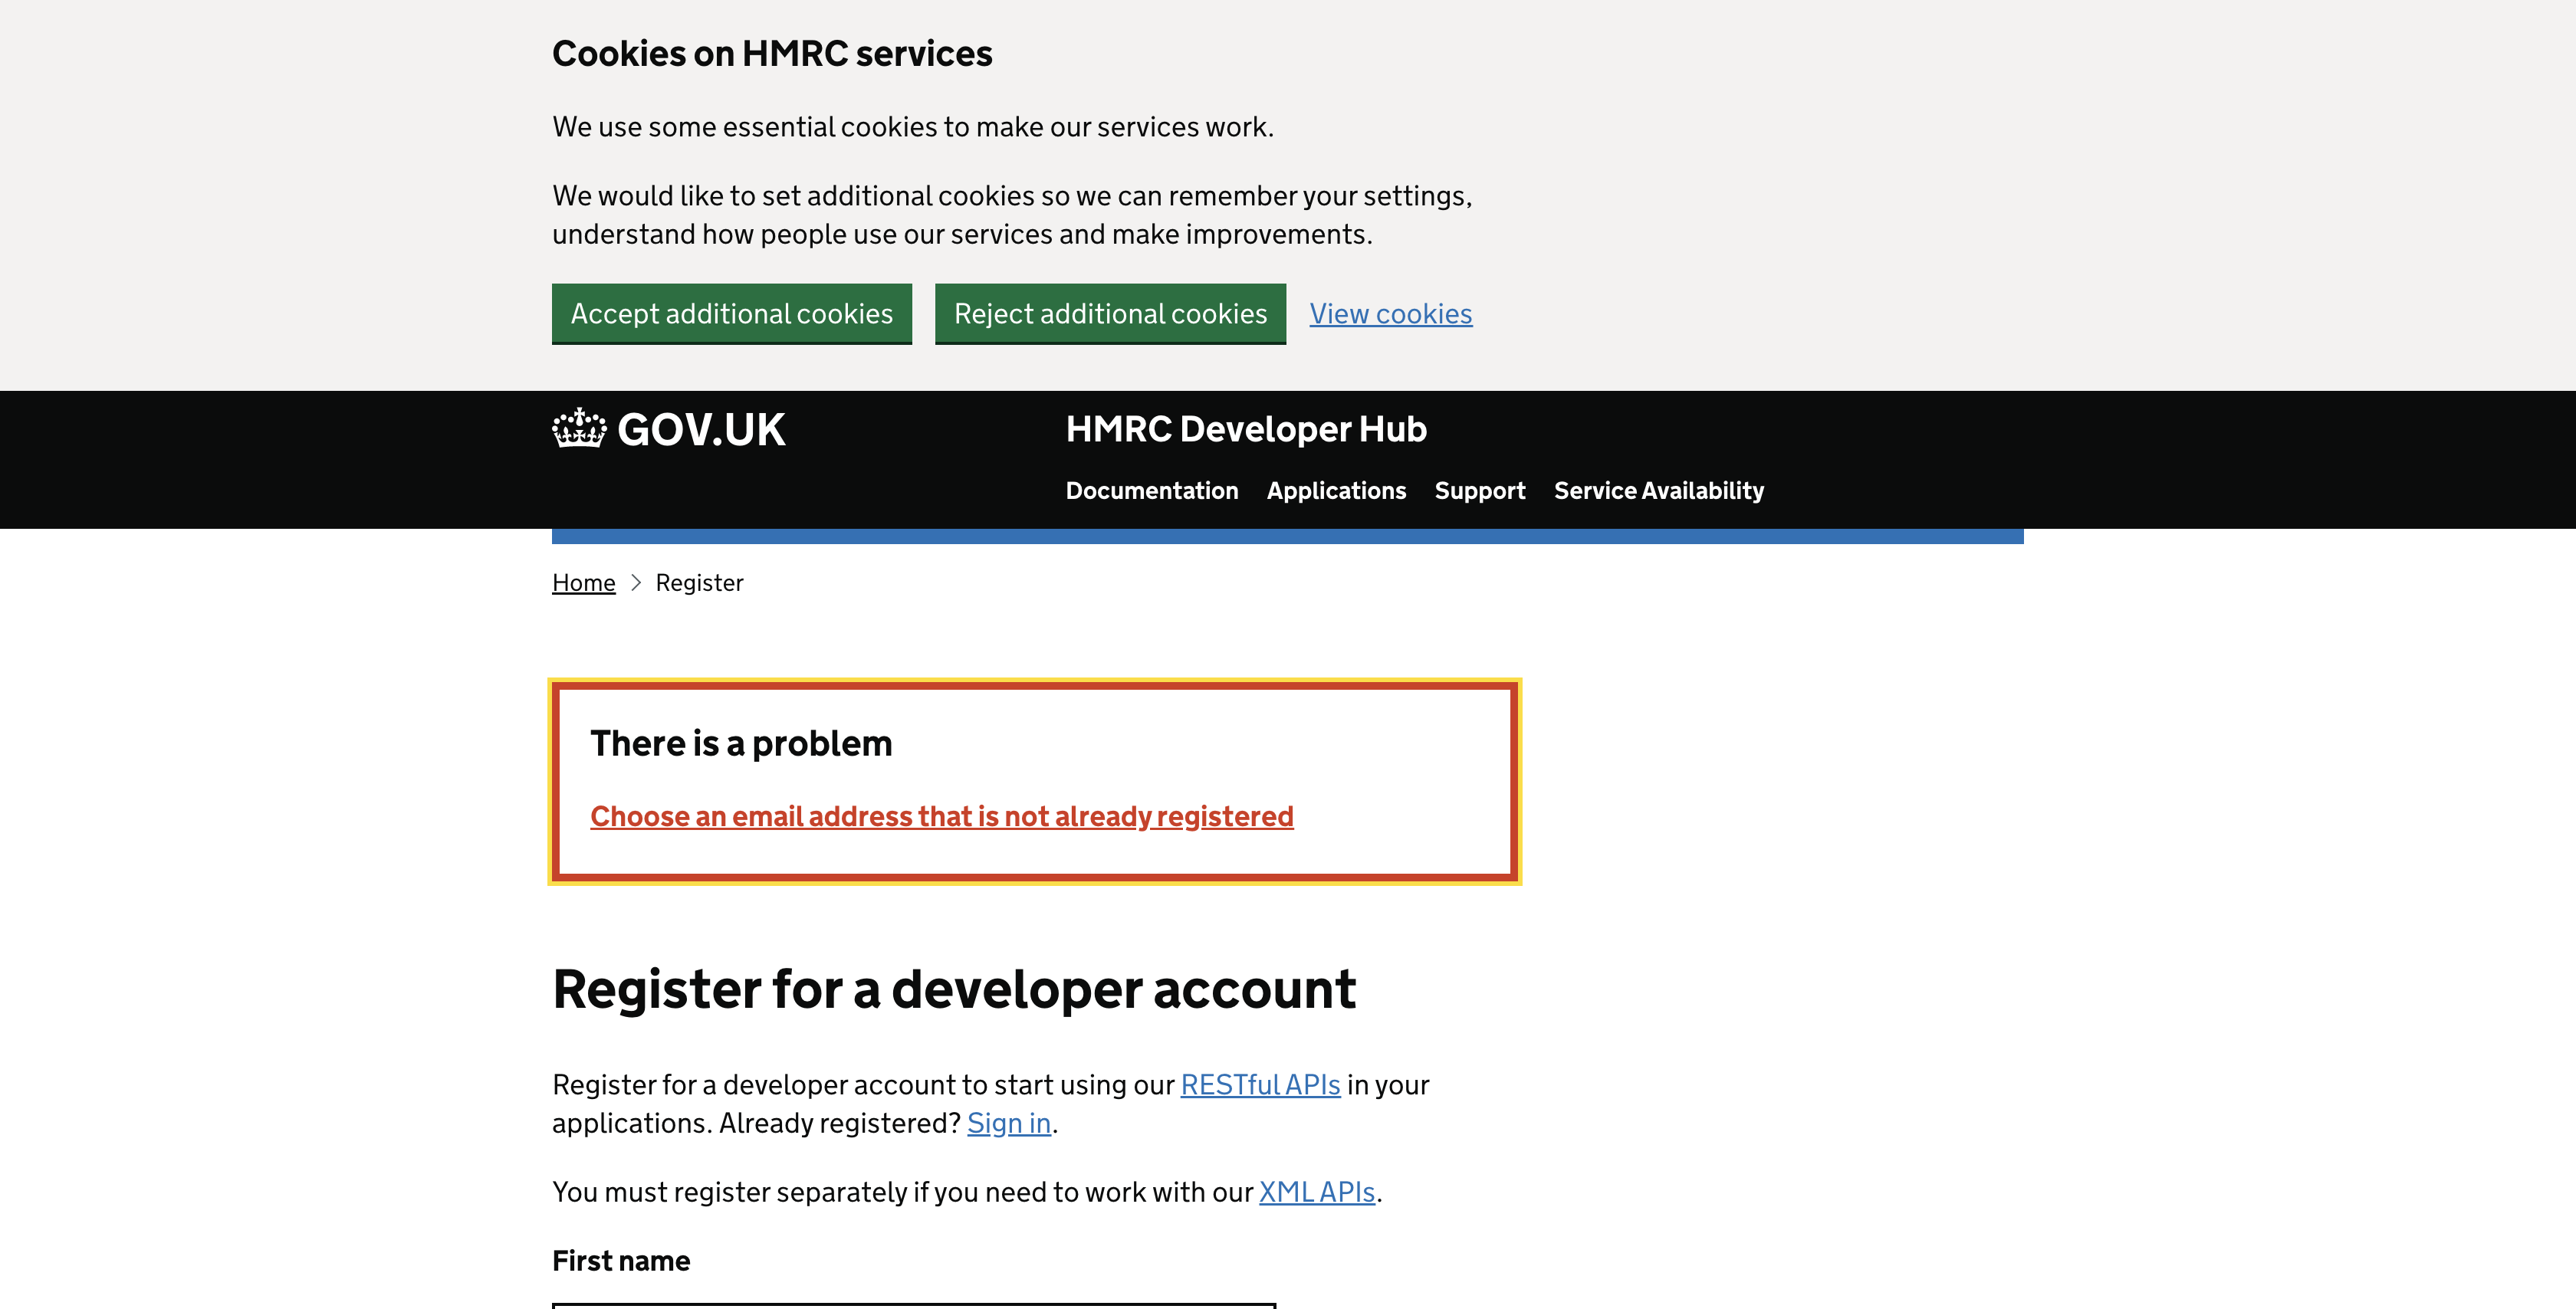 Cookies on HMRC services
We use some essential cookies to make our services work.
We would like to set additional cookies so we can remember your settings,
understand how people use our services and make improvements.
Accept additional cookies Reject additional cookies View cookies
GOV.UK HMRC Developer Hub
Documentation Applications Support Service Availability
Home Register
There is a problem
Choose an email address that is not already registered
Register for a developer account
Register for a developer account to start using our RESTful APIs in your
applications. Already registered? Sign in.
You must register separately if you need to work with our XML APIs.
First name